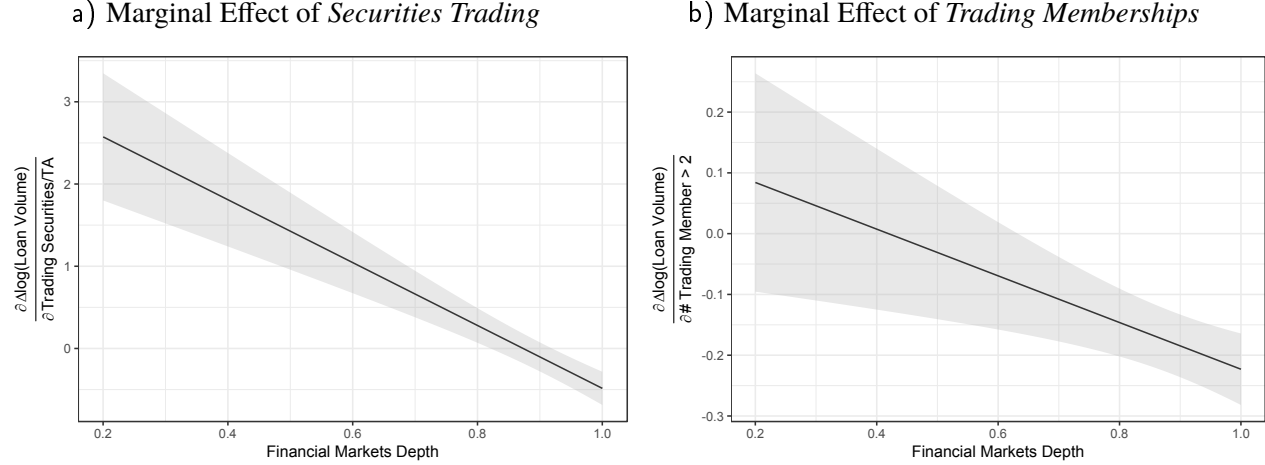 a) Marginal Effect of Securities Trading
3
2
1
0
∂Δlog(Loan Volume)
∂Trading Securities/TA
0.2 0.4 0.6 0.8 1.0
Financial Markets Depth
b) Marginal Effect of Trading Memberships
0.2
0.1
0.0
-0.1
-0.2
-0.3
∂Δlog(Loan Volume)
∂# Trading Member > 2
0.2 0.4 0.6 0.8 1.0
Financial Markets Depth